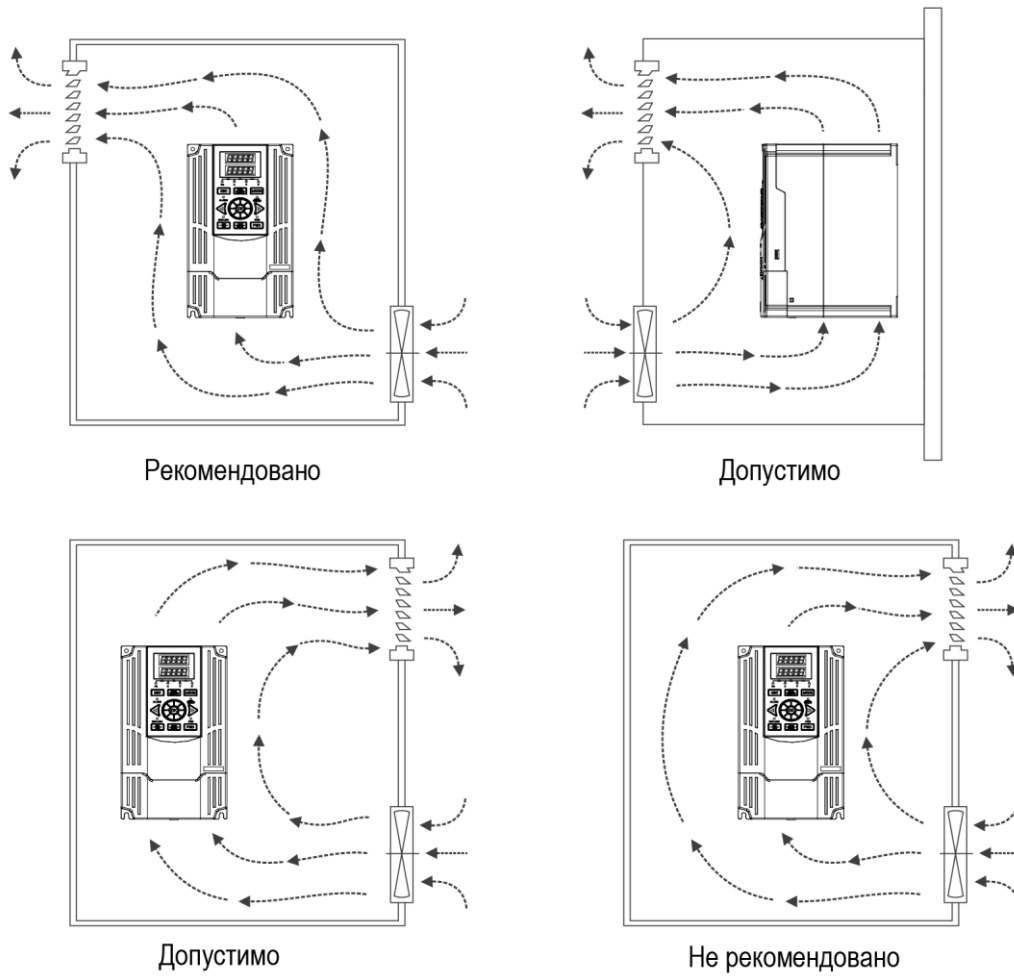 Рекомендовано
Допустимо
Допустимо
Не рекомендовано